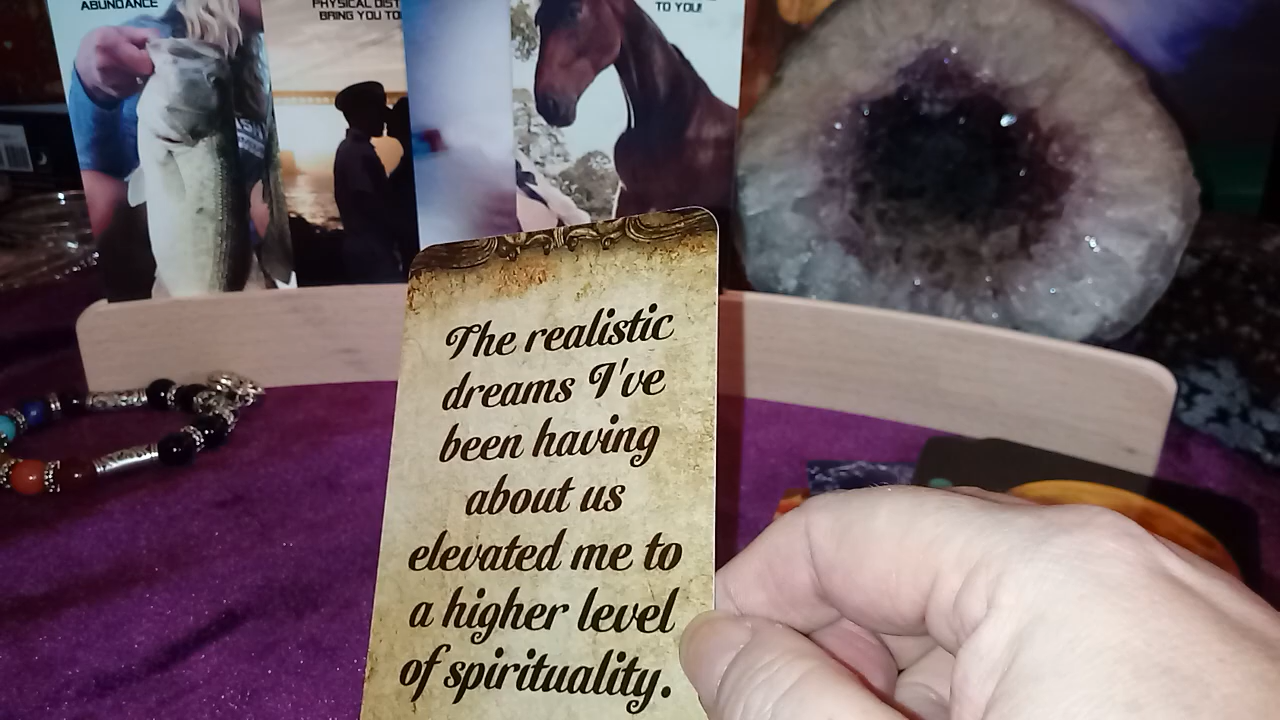 ABUNDANCE
PHYSICAL DIST
BRING YOU TO
TO YOU!
The realistic
dreams I've
been having
about us
elevated me to
a higher level
of spirituality.